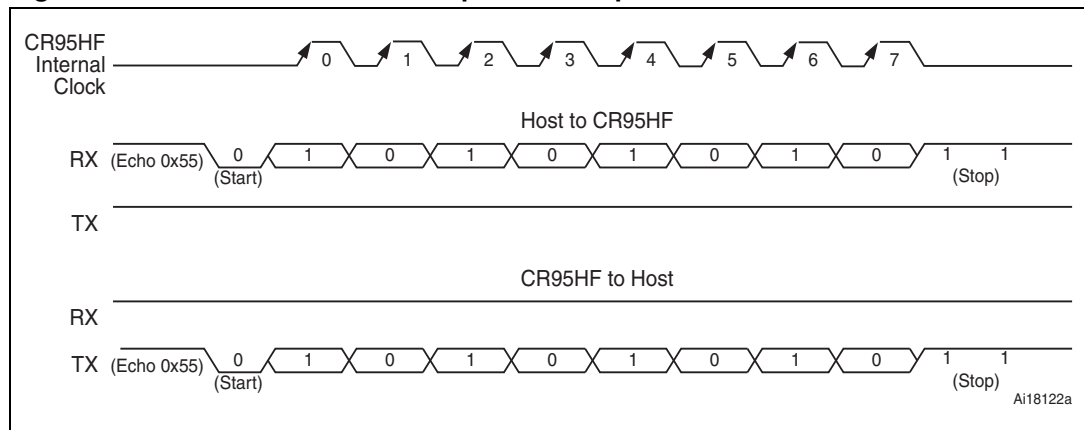 CR95HF
Internal
Clock
0 1 2 3 4 5 6 7
Host to CR95HF
RX (Echo 0x55) 0 1 0 1 0 1 0 1 0 1 1
(Start) (Stop)
TX
CR95HF to Host
RX
TX (Echo 0x55) 0 1 0 1 0 1 0 1 0 1 1
(Start) (Stop)
Ai18122a